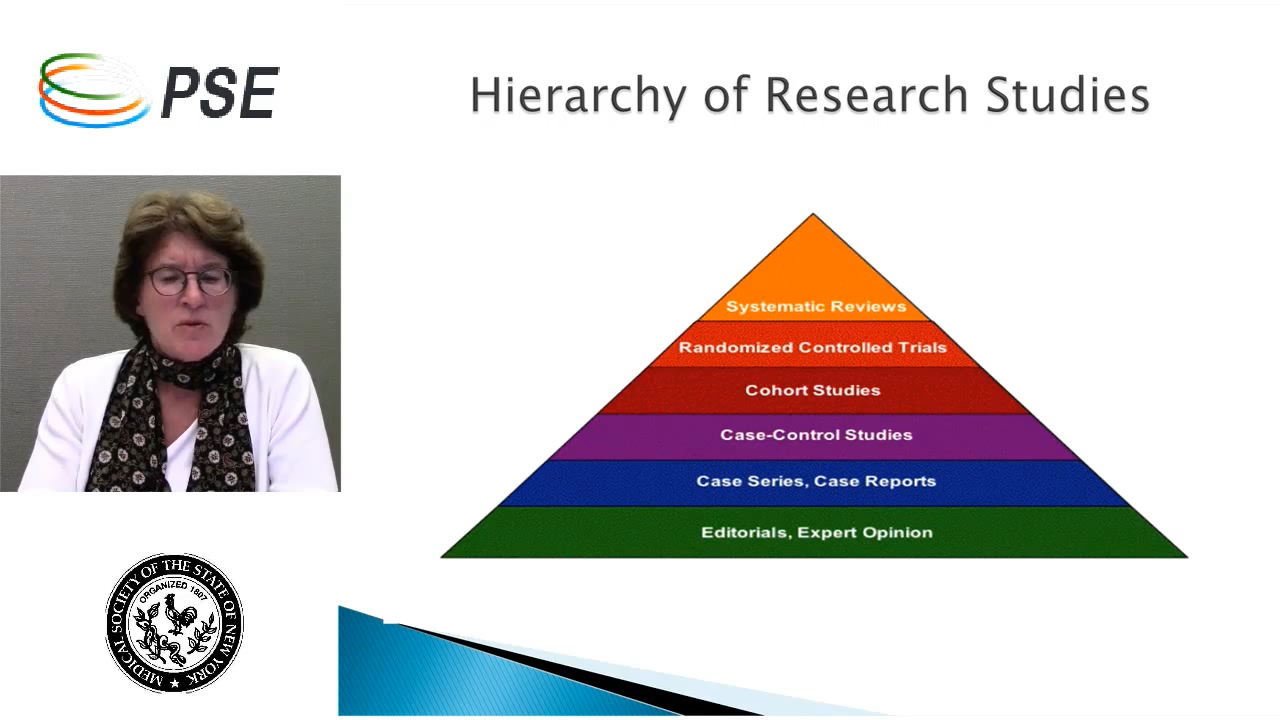 PSE
Hierarchy of Research Studies
Systematic Reviews
Randomized Controlled Trials
Cohort Studies
Case-Control Studies
Case Series, Case Reports
Editorials, Expert Opinion
MEDICAL SOCIETY OF THE STATE OF NEW YORK
ORGANIZED 1807